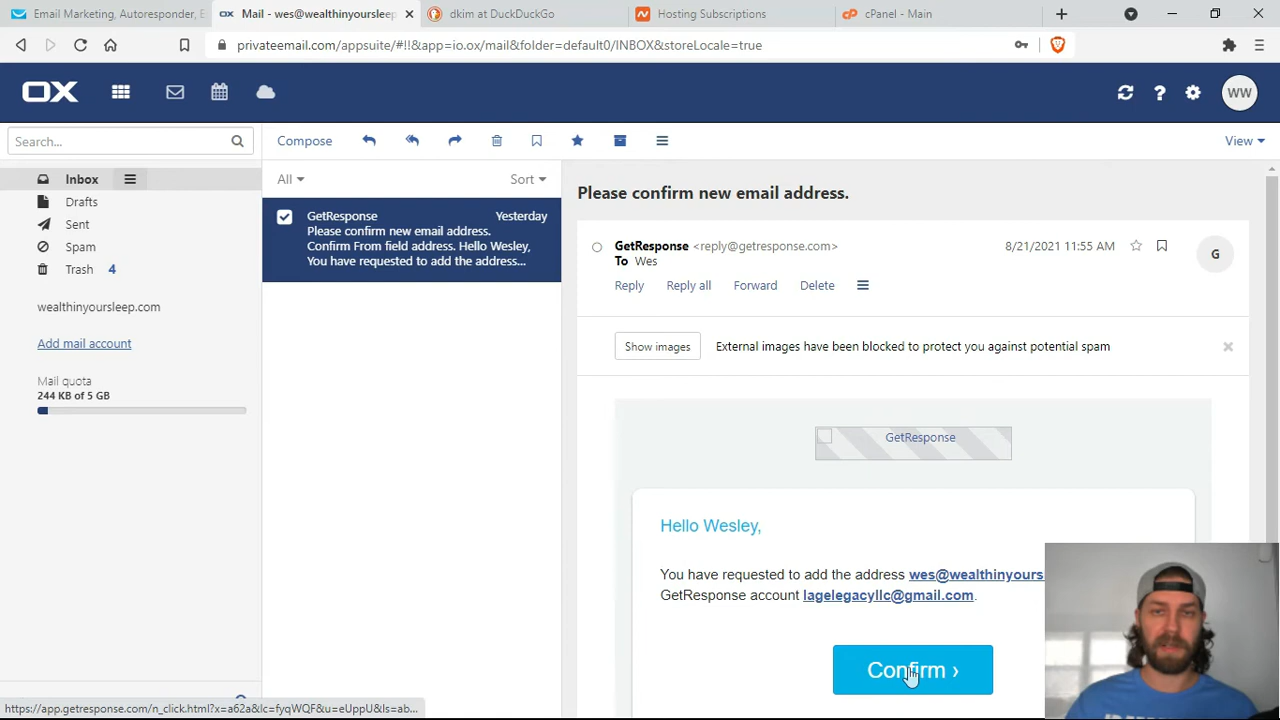 Email Marketing, Autoresponder, E
Mail - wes@wealthinyoursleep
dkim at DuckDuckGo
Hosting Subscriptions
cPanel - Main
privateemail.com/appsuite/#!!&app=io.ox/mail&folder=default0/INBOX&storeLocale=true
OX
WW
Search...
Compose
View
Inbox
Drafts
Sent
Spam
Trash 4
wealthinyoursleep.com
Add mail account
Mail quota
244 KB of 5 GB
All
Sort
GetResponse Yesterday
Please confirm new email address.
Confirm From field address. Hello Wesley,
You have requested to add the address...
Please confirm new email address.
GetResponse <reply@getresponse.com>
8/21/2021 11:55 AM
G
To Wes
Reply Reply all Forward Delete
Show images External images have been blocked to protect you against potential spam
GetResponse
Hello Wesley,
You have requested to add the address wes@wealthinyours
GetResponse account lagelegacyllc@gmail.com.
Confirm ›
https://app.getresponse.com/n_click.html?x=a62a&lc=fyqWQF&u=eUppU&ls=ab...